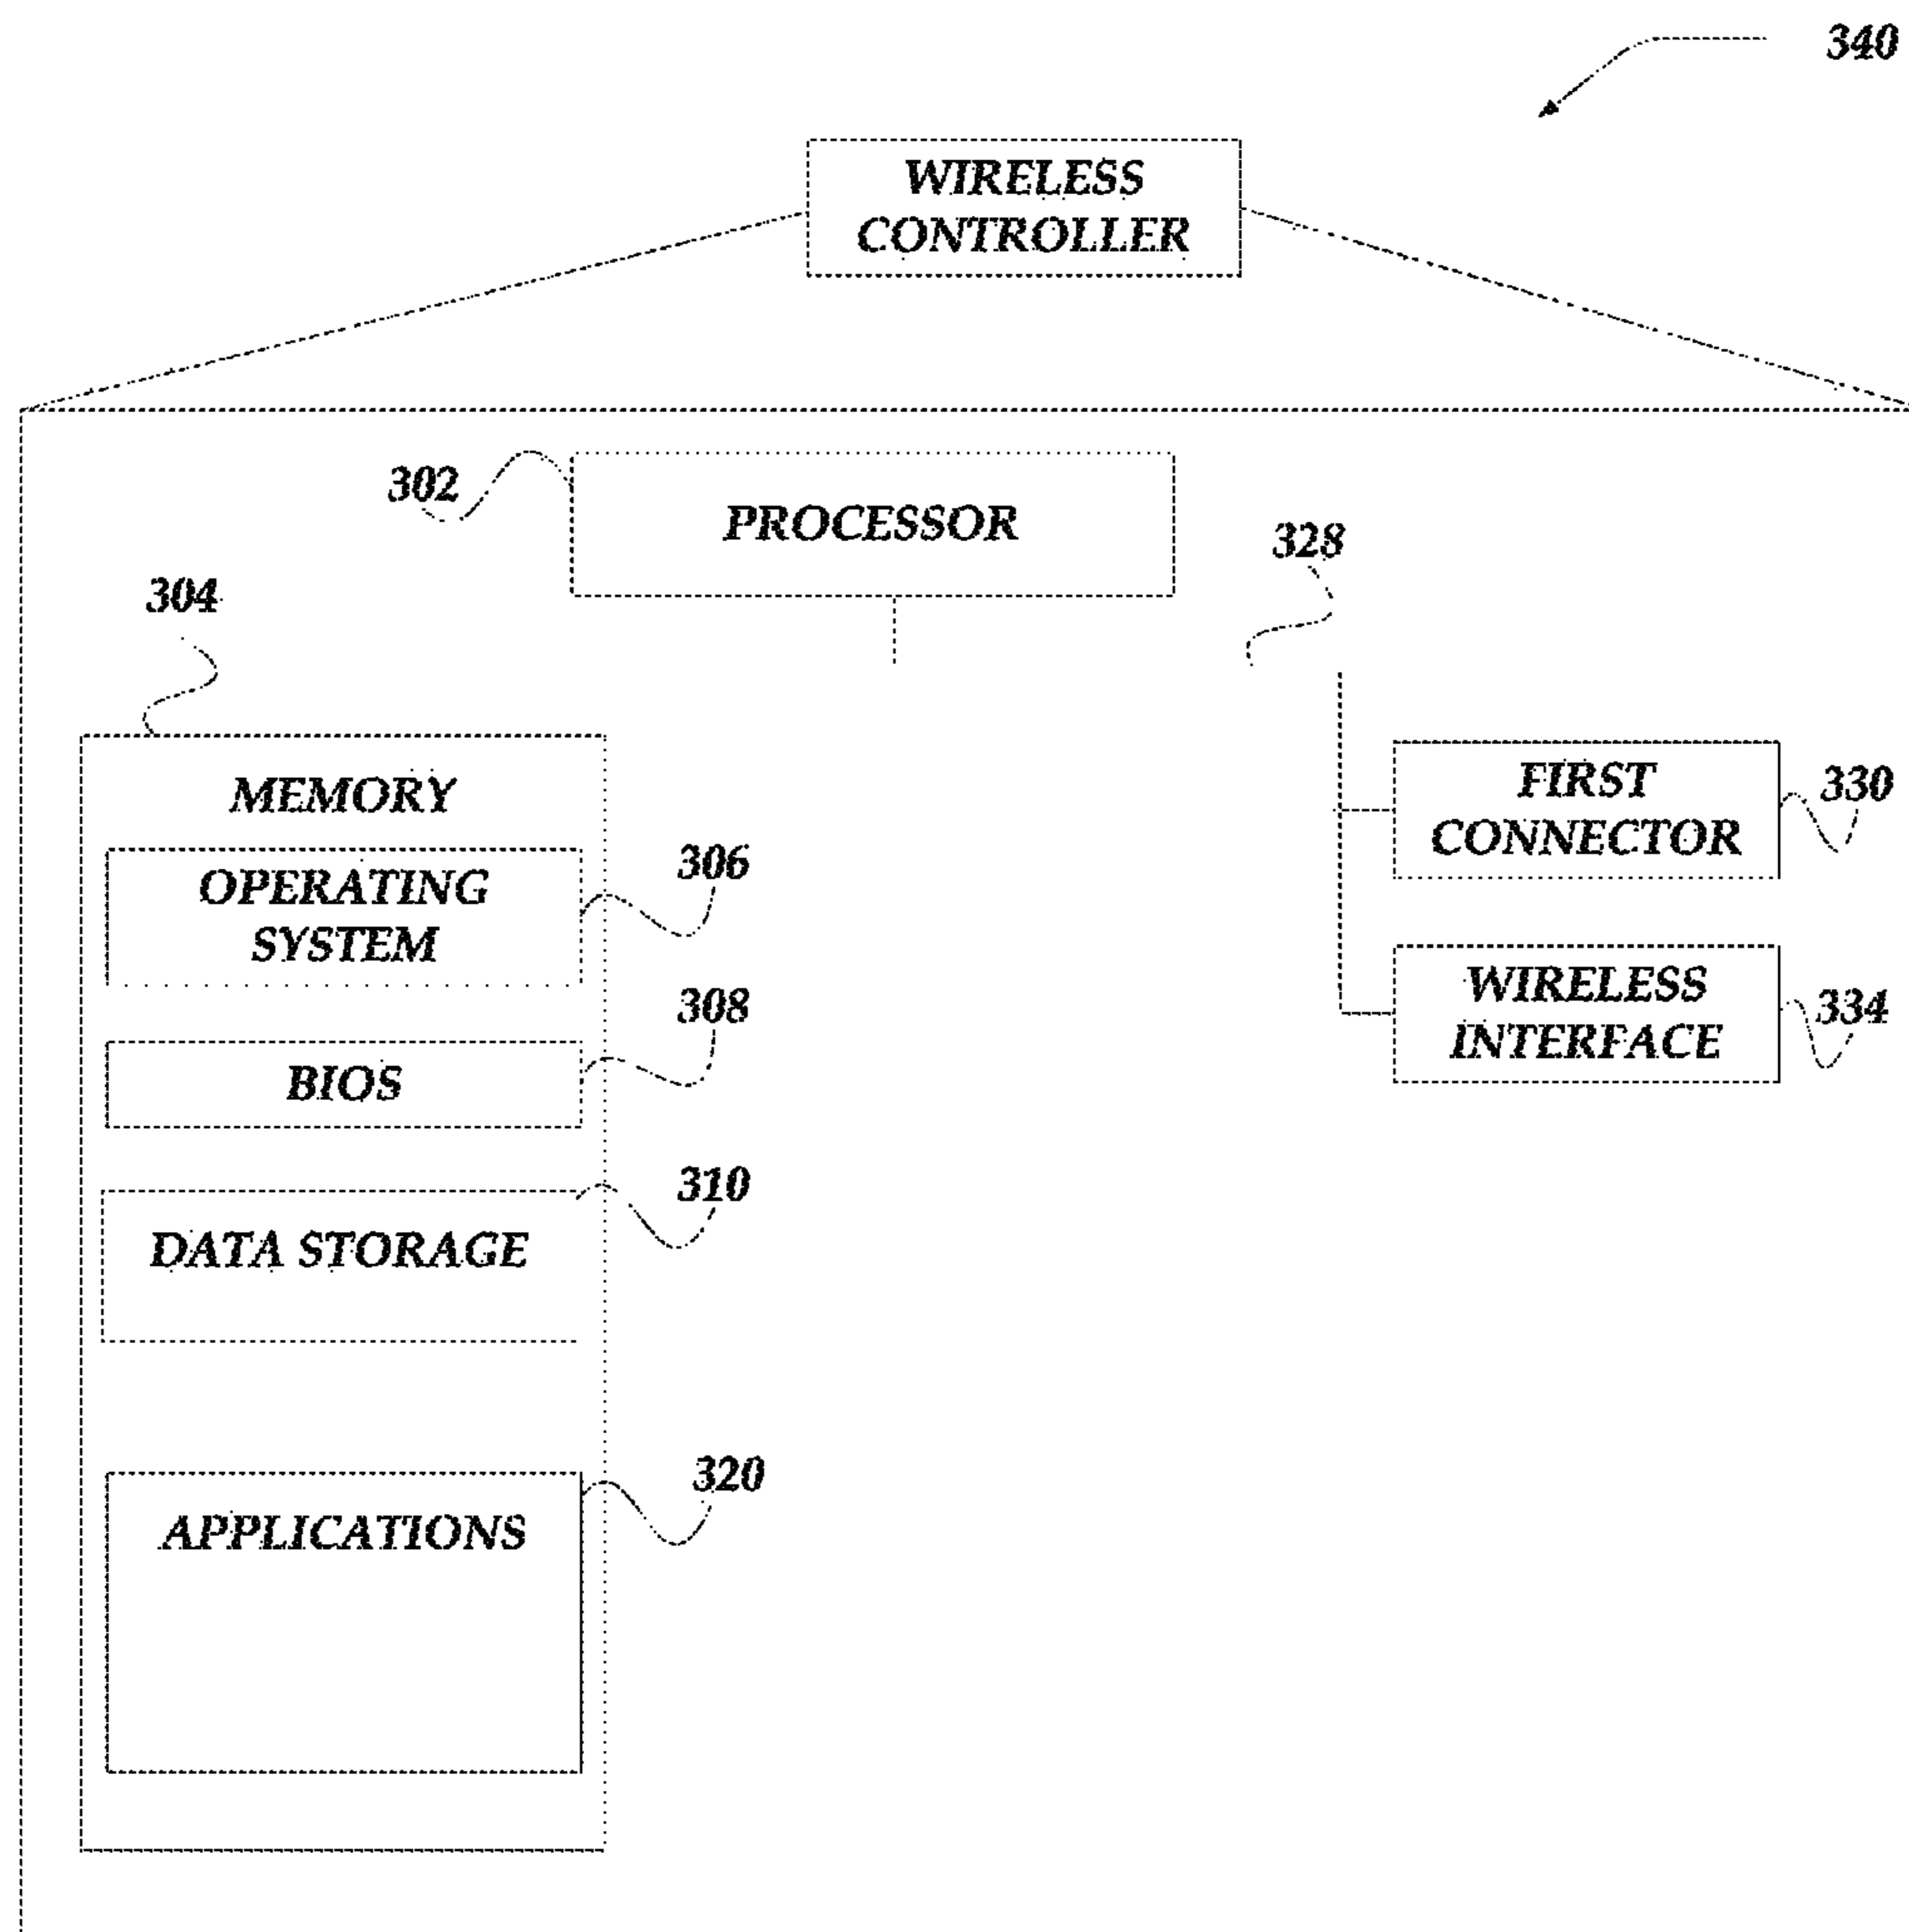 340
WIRELESS
CONTROLLER
302
PROCESSOR
328
304
MEMORY
FIRST
CONNECTOR
330
OPERATING
SYSTEM
306
WIRELESS
INTERFACE
334
308
BIOS
310
DATA STORAGE
320
APPLICATIONS